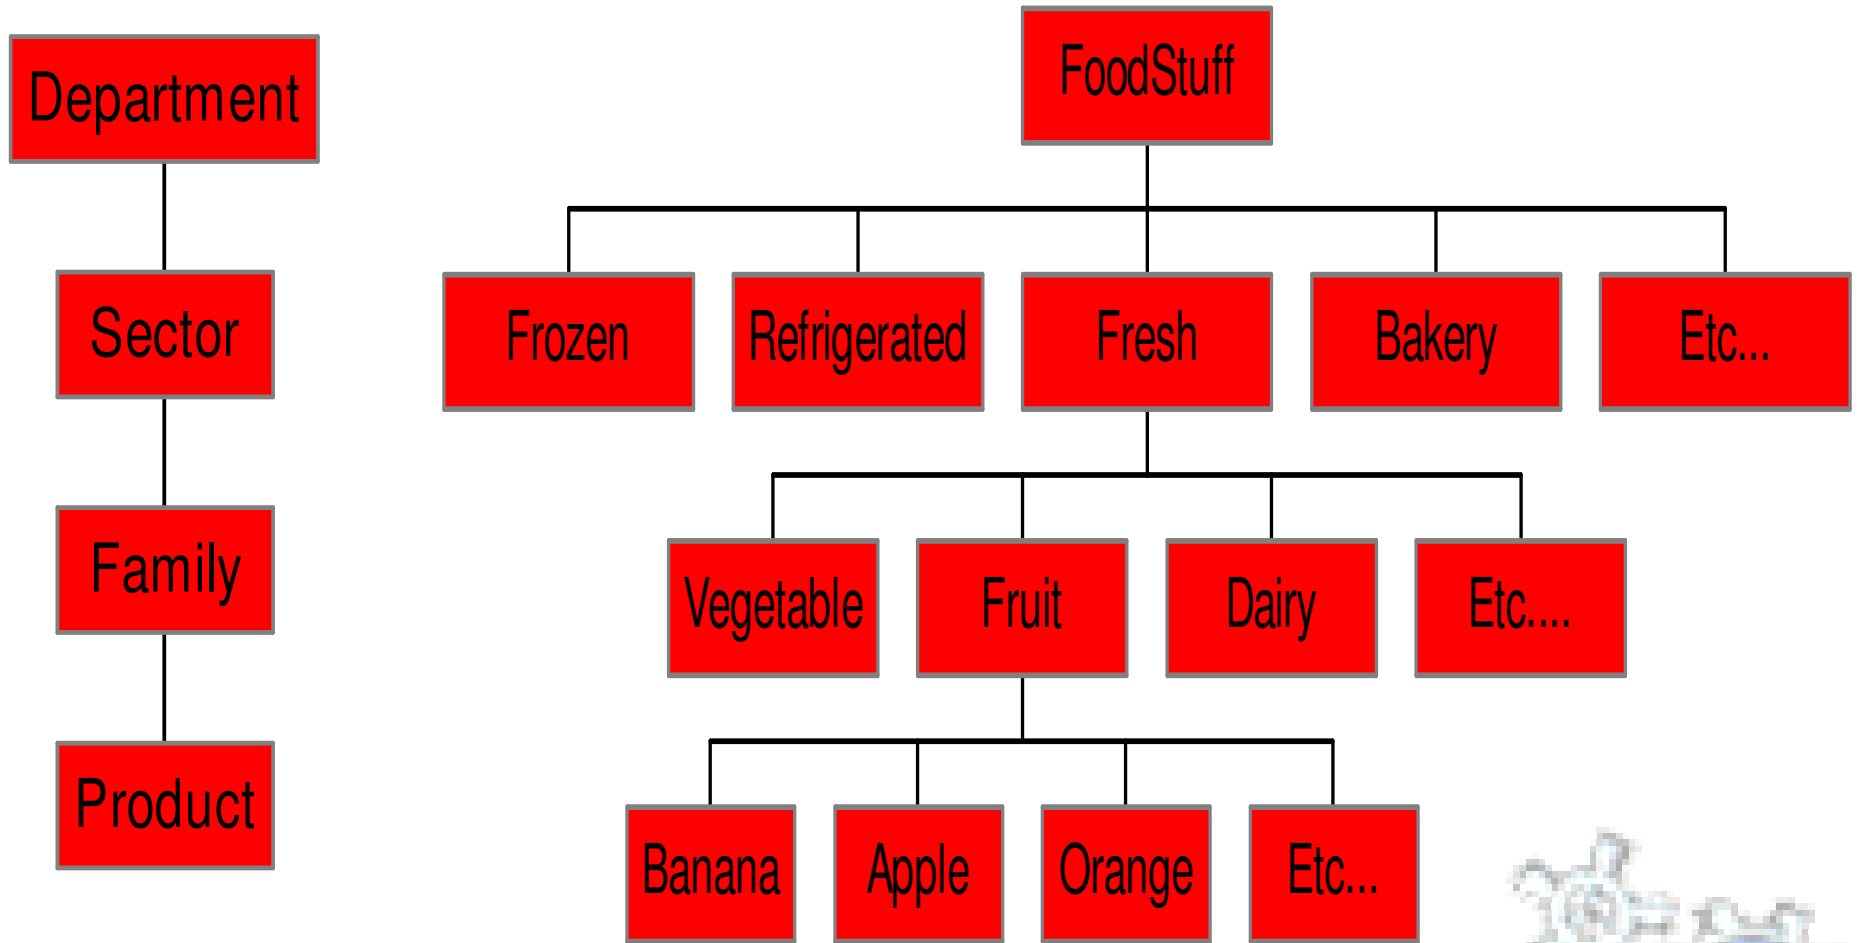 FoodStuff
Department
Sector
Frozen
Refrigerated
Fresh
Bakery
Etc...
Family
Vegetable
Fruit
Dairy
Etc....
Product
Banana
Apple
Orange
Etc...